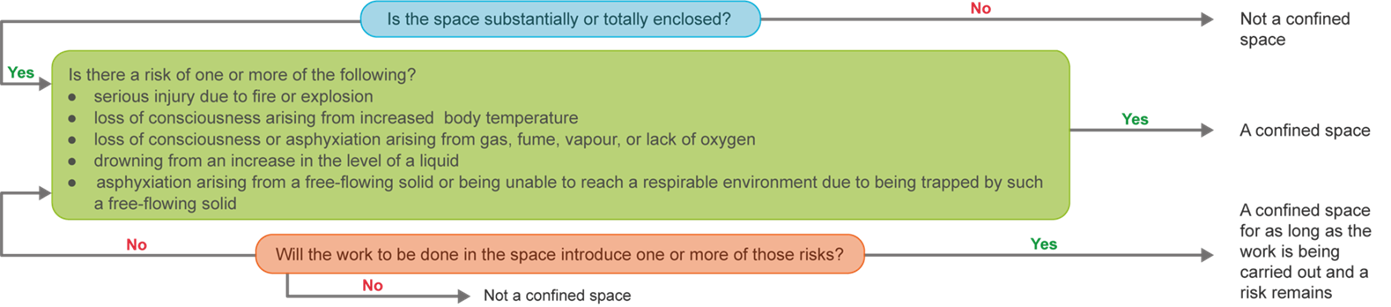 Is the space substantially or totally enclosed?
No
Not a confined
space
Yes
Is there a risk of one or more of the following?
● serious injury due to fire or explosion
● loss of consciousness arising from increased body temperature
● loss of consciousness or asphyxiation arising from gas, fume, vapour, or lack of oxygen
● drowning from an increase in the level of a liquid
● asphyxiation arising from a free-flowing solid or being unable to reach a respirable environment due to being trapped by such
a free-flowing solid
Yes
A confined space
No
Will the work to be done in the space introduce one or more of those risks?
Yes
A confined space
for as long as the
work is being
carried out and a
risk remains
No
Not a confined space